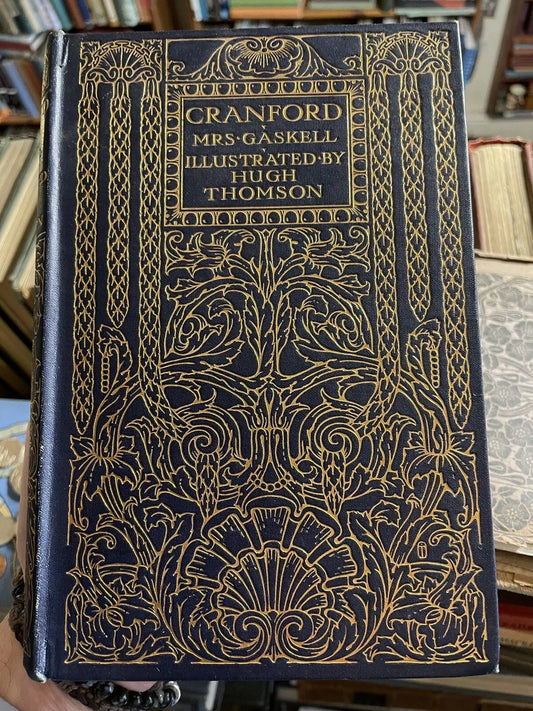 CRANFORD
MRS·GASKELL
ILLUSTRATED·BY
HUGH
THOMSON